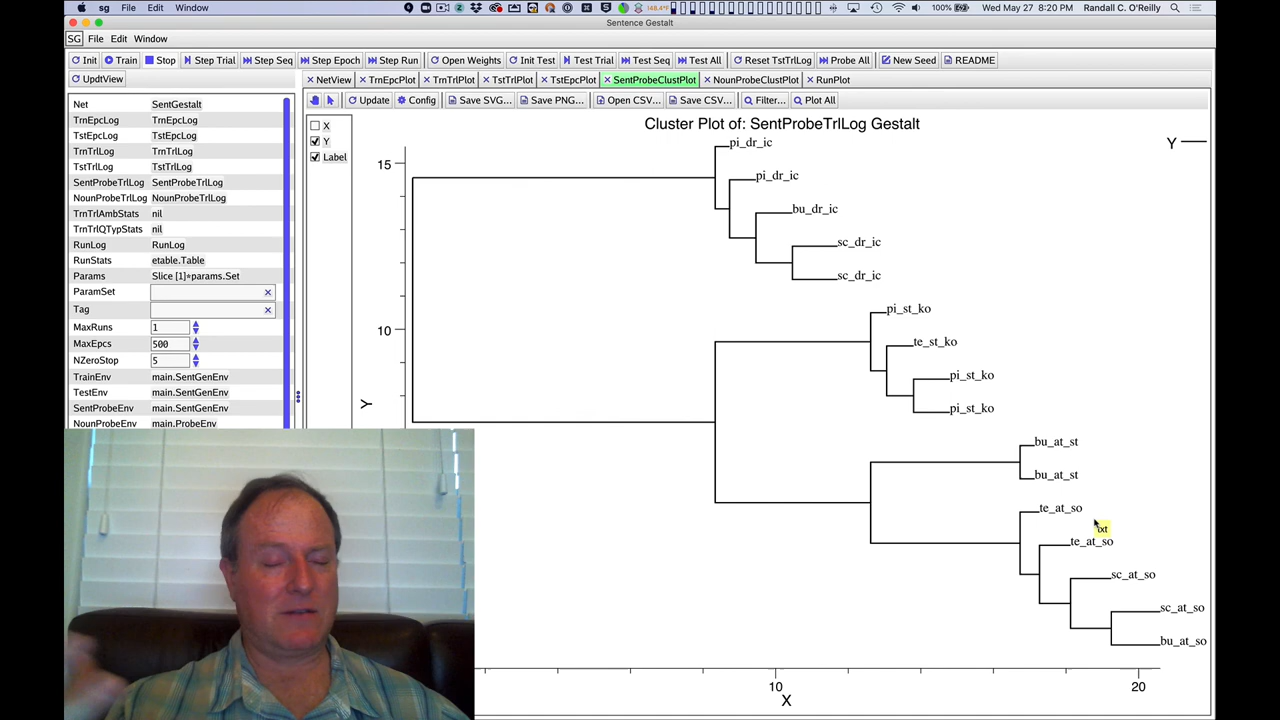 sg File Edit Window 148.4°F 100% Wed May 27 8:20 PM Randall C. O'Reilly
Sentence Gestalt
SG File Edit Window
Init Train Stop Step Trial Step Seq Step Epoch Step Run Open Weights Init Test Test Trial Test Seq Test All Reset TstTrlLog Probe All New Seed README
UpdtView
NetView TrnEpcPlot TrnTrlPlot TstTrlPlot TstEpcPlot SentProbeClustPlot NounProbeClustPlot RunPlot
Update Config Save SVG... Save PNG... Open CSV... Save CSV... Filter... Plot All
Net SentGestalt
TrnEpcLog TrnEpcLog
TstEpcLog TstEpcLog
TrnTrlLog TrnTrlLog
TstTrlLog TstTrlLog
SentProbeTrlLog SentProbeTrlLog
NounProbeTrlLog NounProbeTrlLog
TrnTrlAmbStats nil
TrnTrlQTypStats nil
RunLog RunLog
RunStats etable.Table
Params Slice [1]*params.Set
ParamSet
Tag
MaxRuns 1
MaxEpcs 500
NZeroStop 5
TrainEnv main.SentGenEnv
TestEnv main.SentGenEnv
SentProbeEnv main.SentGenEnv
NounProbeEnv main.ProbeEnv
X
Y
Label
Cluster Plot of: SentProbeTrlLog Gestalt
Y
pi_dr_ic
15
pi_dr_ic
bu_dr_ic
sc_dr_ic
sc_dr_ic
pi_st_ko
10
te_st_ko
pi_st_ko
pi_st_ko
Y
bu_at_st
bu_at_st
te_at_so
te_at_so
sc_at_so
sc_at_so
bu_at_so
10
20
X